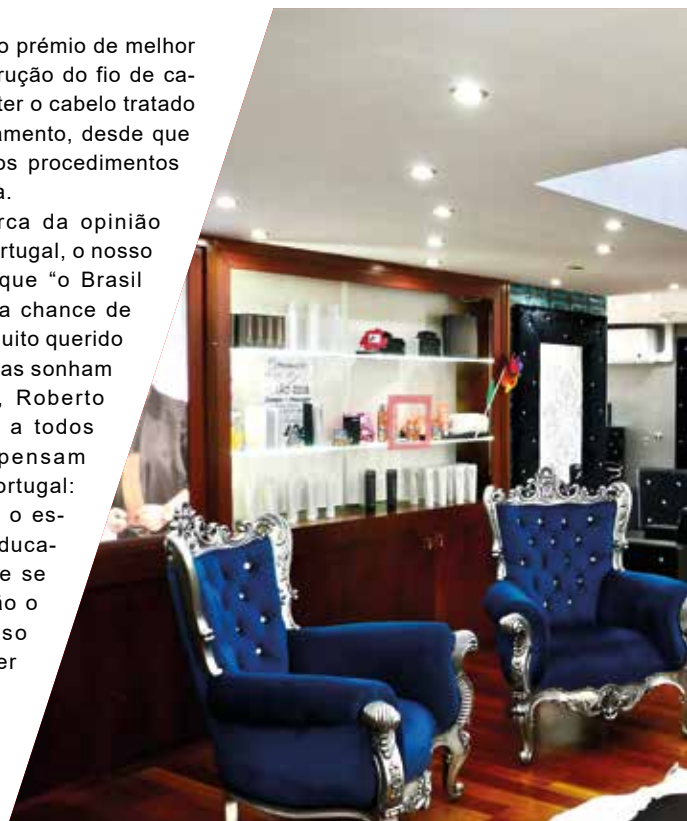 o prémio de melhor
rução do fio de ca-
ter o cabelo tratado
amento, desde que
os procedimentos
a.
rca da opinião
rtugal, o nosso
que “o Brasil
a chance de
uito querido
as sonham
, Roberto
a todos
pensam
ortugal:
o es-
duca-
e se
ão o
so
er